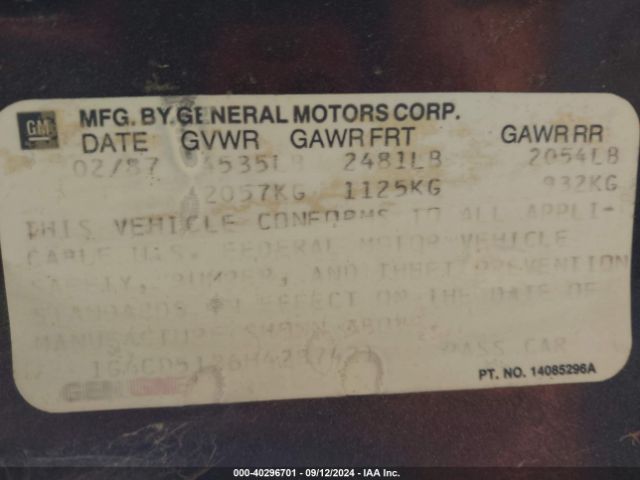 GM MFG. BY GENERAL MOTORS CORP.
DATE GVWR GAWR FRT GAWR RR
02/87 4535LB 2481LB 2054LB
2057KG 1125KG 932KG
THIS VEHICLE CONFORMS TO ALL APPLI-
CABLE U.S. FEDERAL MOTOR VEHICLE
SAFETY, BUMPER, AND THEFT PREVENTION
STANDARDS IN EFFECT ON THE DATE OF
MANUFACTURE SHOWN ABOVE.
PASS CAR
PT. NO. 14085296A
000-40296701 - 09/12/2024 - IAA Inc.